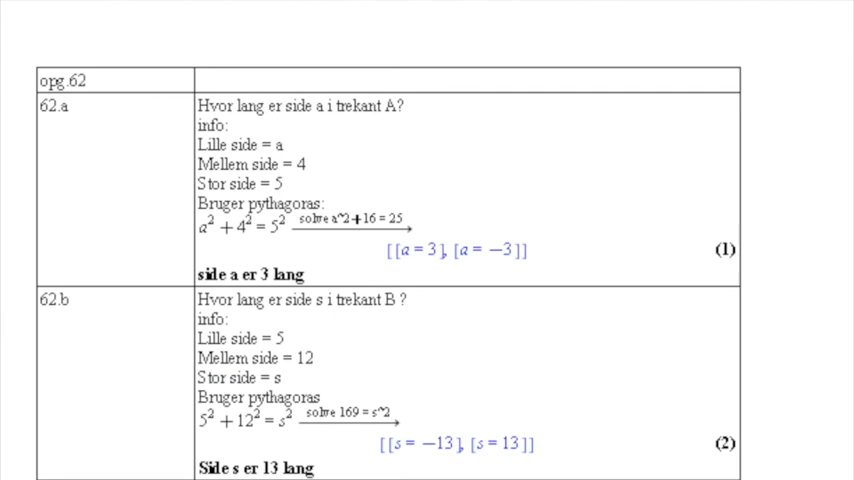 opg.62
62.a
Hvor lang er side a i trekant A?
info:
Lille side = a
Mellem side = 4
Stor side = 5
Bruger pythagoras:
a² + 4² = 5² solve a^2+16 = 25 →
[[a = 3], [a = −3]] (1)
side a er 3 lang
62.b
Hvor lang er side s i trekant B ?
info:
Lille side = 5
Mellem side = 12
Stor side = s
Bruger pythagoras
5² + 12² = s² solve 169 = s^2 →
[[s = −13], [s = 13]] (2)
Side s er 13 lang